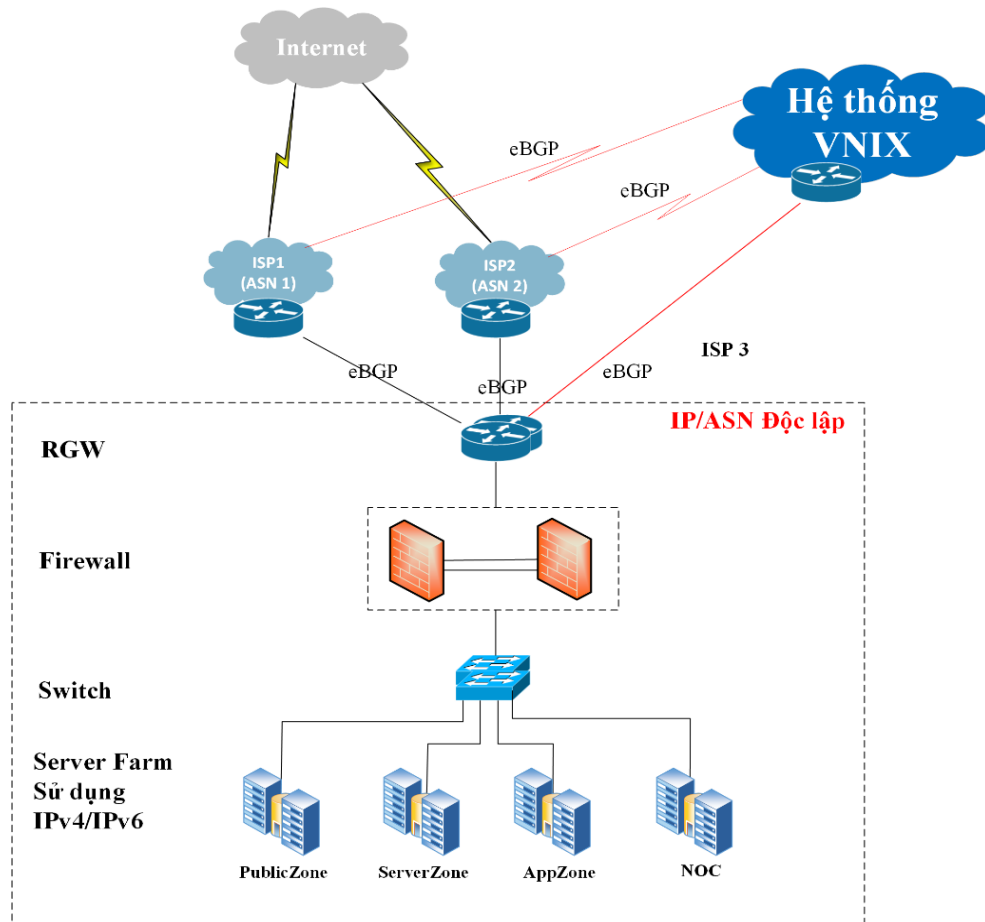 Internet
Hệ thống
VNIX
eBGP
eBGP
ISP1
(ASN 1)
ISP2
(ASN 2)
ISP 3
eBGP
eBGP
eBGP
IP/ASN Độc lập
RGW
Firewall
Switch
Server Farm
Sử dụng
IPv4/IPv6
PublicZone
ServerZone
AppZone
NOC